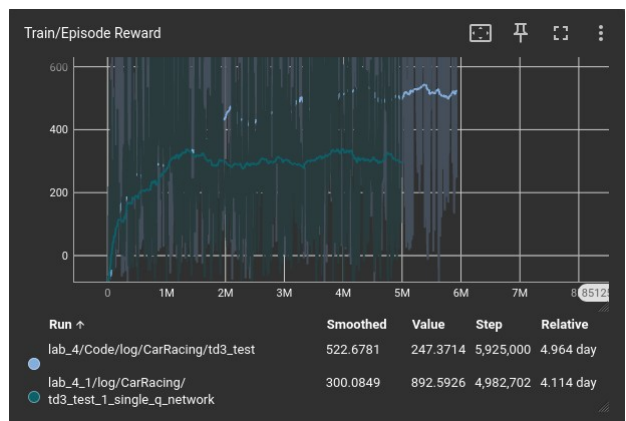 Train/Episode Reward
600
400
200
0
0 1M 2M 3M 4M 5M 6M 7M 8 8512
Run ↑ Smoothed Value Step Relative
lab_4/Code/log/CarRacing/td3_test 522.6781 247.3714 5,925,000 4.964 day
lab_4_1/log/CarRacing/ 300.0849 892.5926 4,982,702 4.114 day
td3_test_1_single_q_network